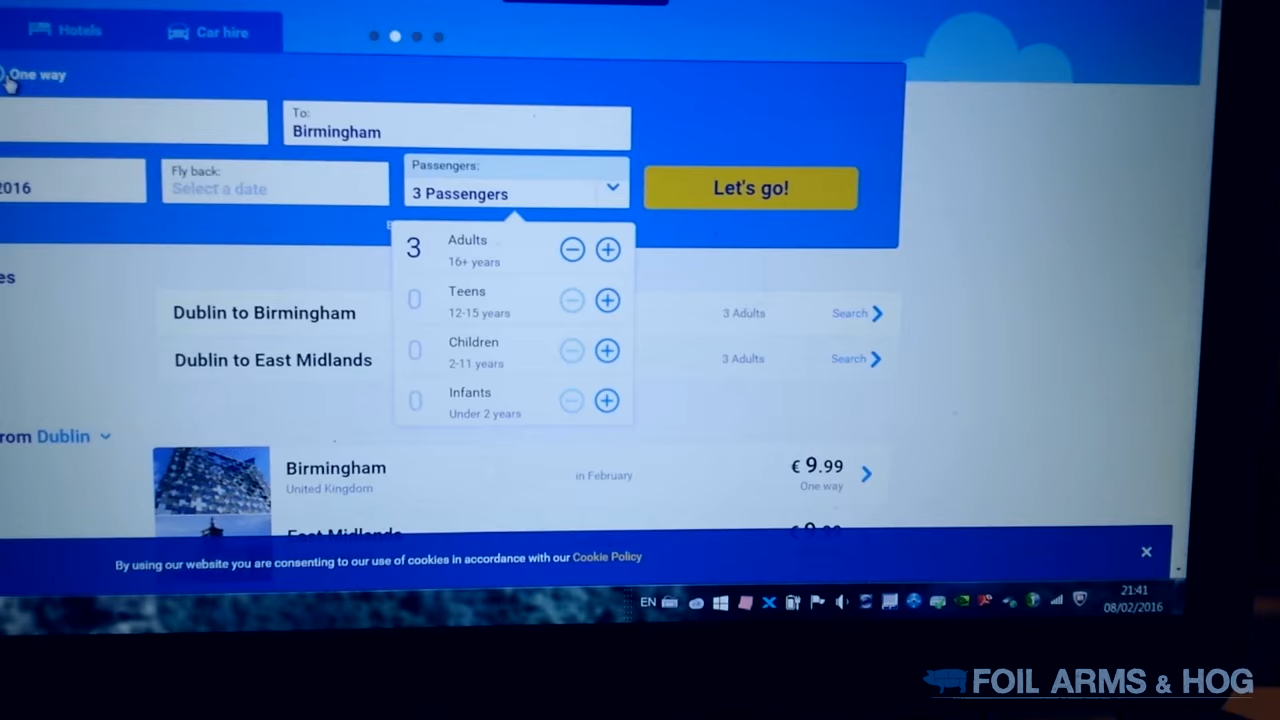 Hotels
Car hire
One way
To:
Birmingham
2016
Fly back:
Select a date
Passengers:
3 Passengers
Let's go!
3
Adults
16+ years
0
Teens
12-15 years
0
Children
2-11 years
0
Infants
Under 2 years
es
Dublin to Birmingham
3 Adults
Search
Dublin to East Midlands
3 Adults
Search
rom Dublin
Birmingham
United Kingdom
in February
€ 9.99
One way
East Midlands
By using our website you are consenting to our use of cookies in accordance with our Cookie Policy
EN
21:41
08/02/2016
FOIL ARMS & HOG